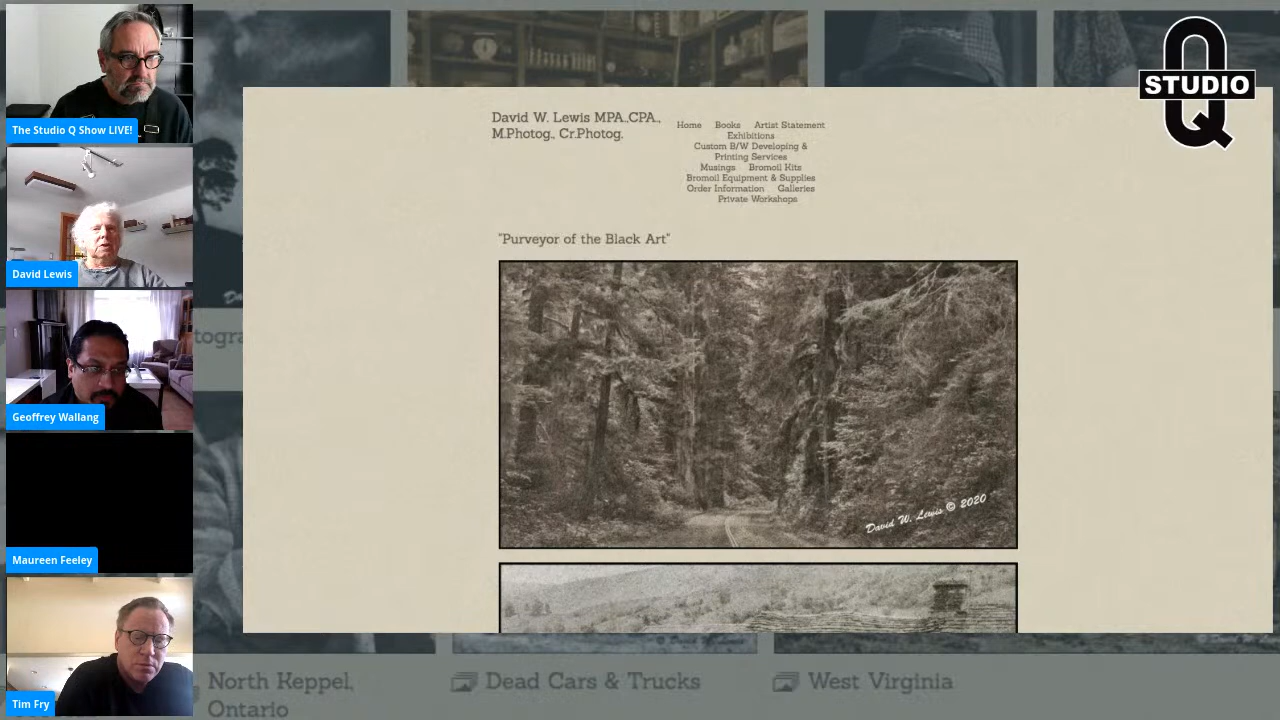 The Studio Q Show LIVE!
David Lewis
Geoffrey Wallang
Maureen Feeley
Tim Fry
STUDIO
Q
David W. Lewis MPA.,CPA.,
M.Photog., Cr.Photog.
Home Books Artist Statement
Exhibitions
Custom B/W Developing &
Printing Services
Musings Bromoil Kits
Bromoil Equipment & Supplies
Order Information Galleries
Private Workshops
"Purveyor of the Black Art"
David W. Lewis © 2020
North Keppel,
Ontario
Dead Cars & Trucks
West Virginia